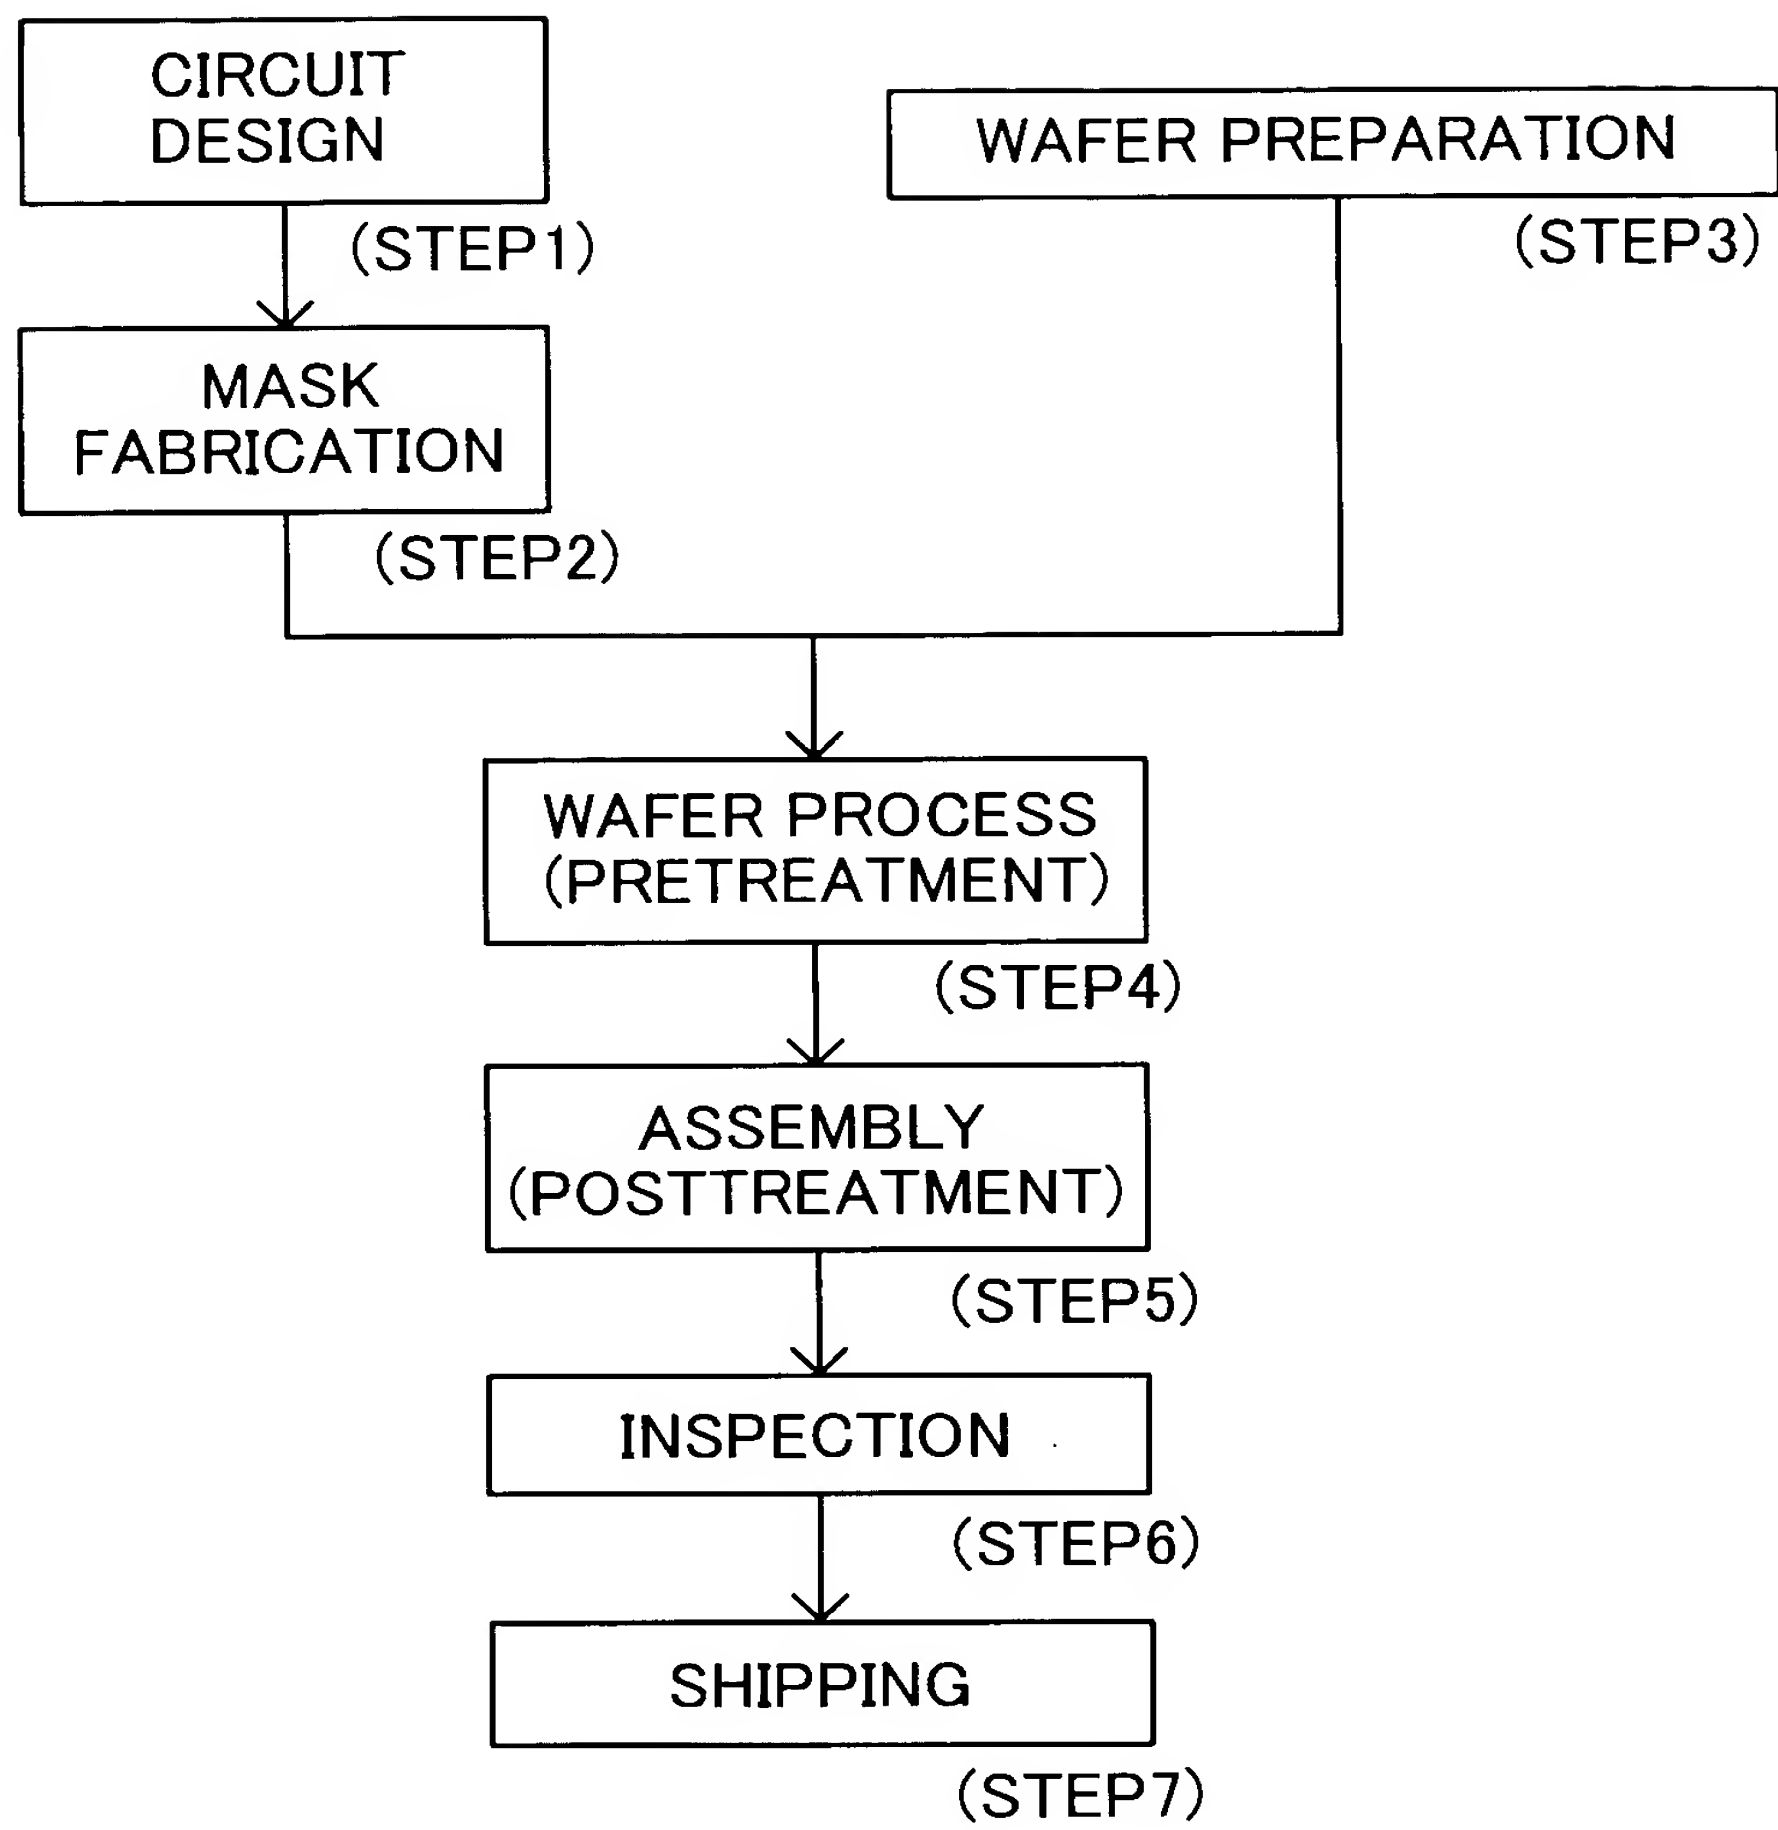 CIRCUIT
DESIGN
(STEP1)
WAFER PREPARATION
(STEP3)
MASK
FABRICATION
(STEP2)
WAFER PROCESS
(PRETREATMENT)
(STEP4)
ASSEMBLY
(POSTTREATMENT)
(STEP5)
INSPECTION
(STEP6)
SHIPPING
(STEP7)